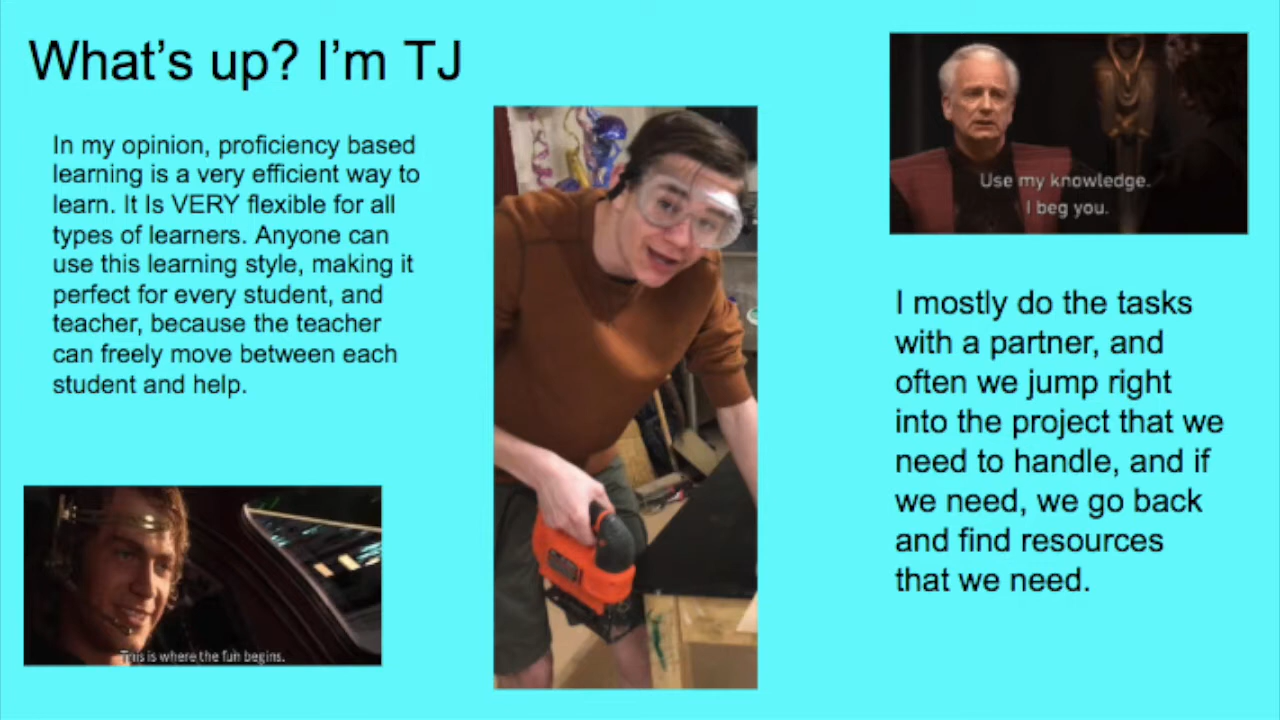 What's up? I'm TJ
In my opinion, proficiency based
learning is a very efficient way to
learn. It Is VERY flexible for all
types of learners. Anyone can
use this learning style, making it
perfect for every student, and
teacher, because the teacher
can freely move between each
student and help.
This is where the fun begins.
Use my knowledge.
I beg you.
I mostly do the tasks
with a partner, and
often we jump right
into the project that we
need to handle, and if
we need, we go back
and find resources
that we need.